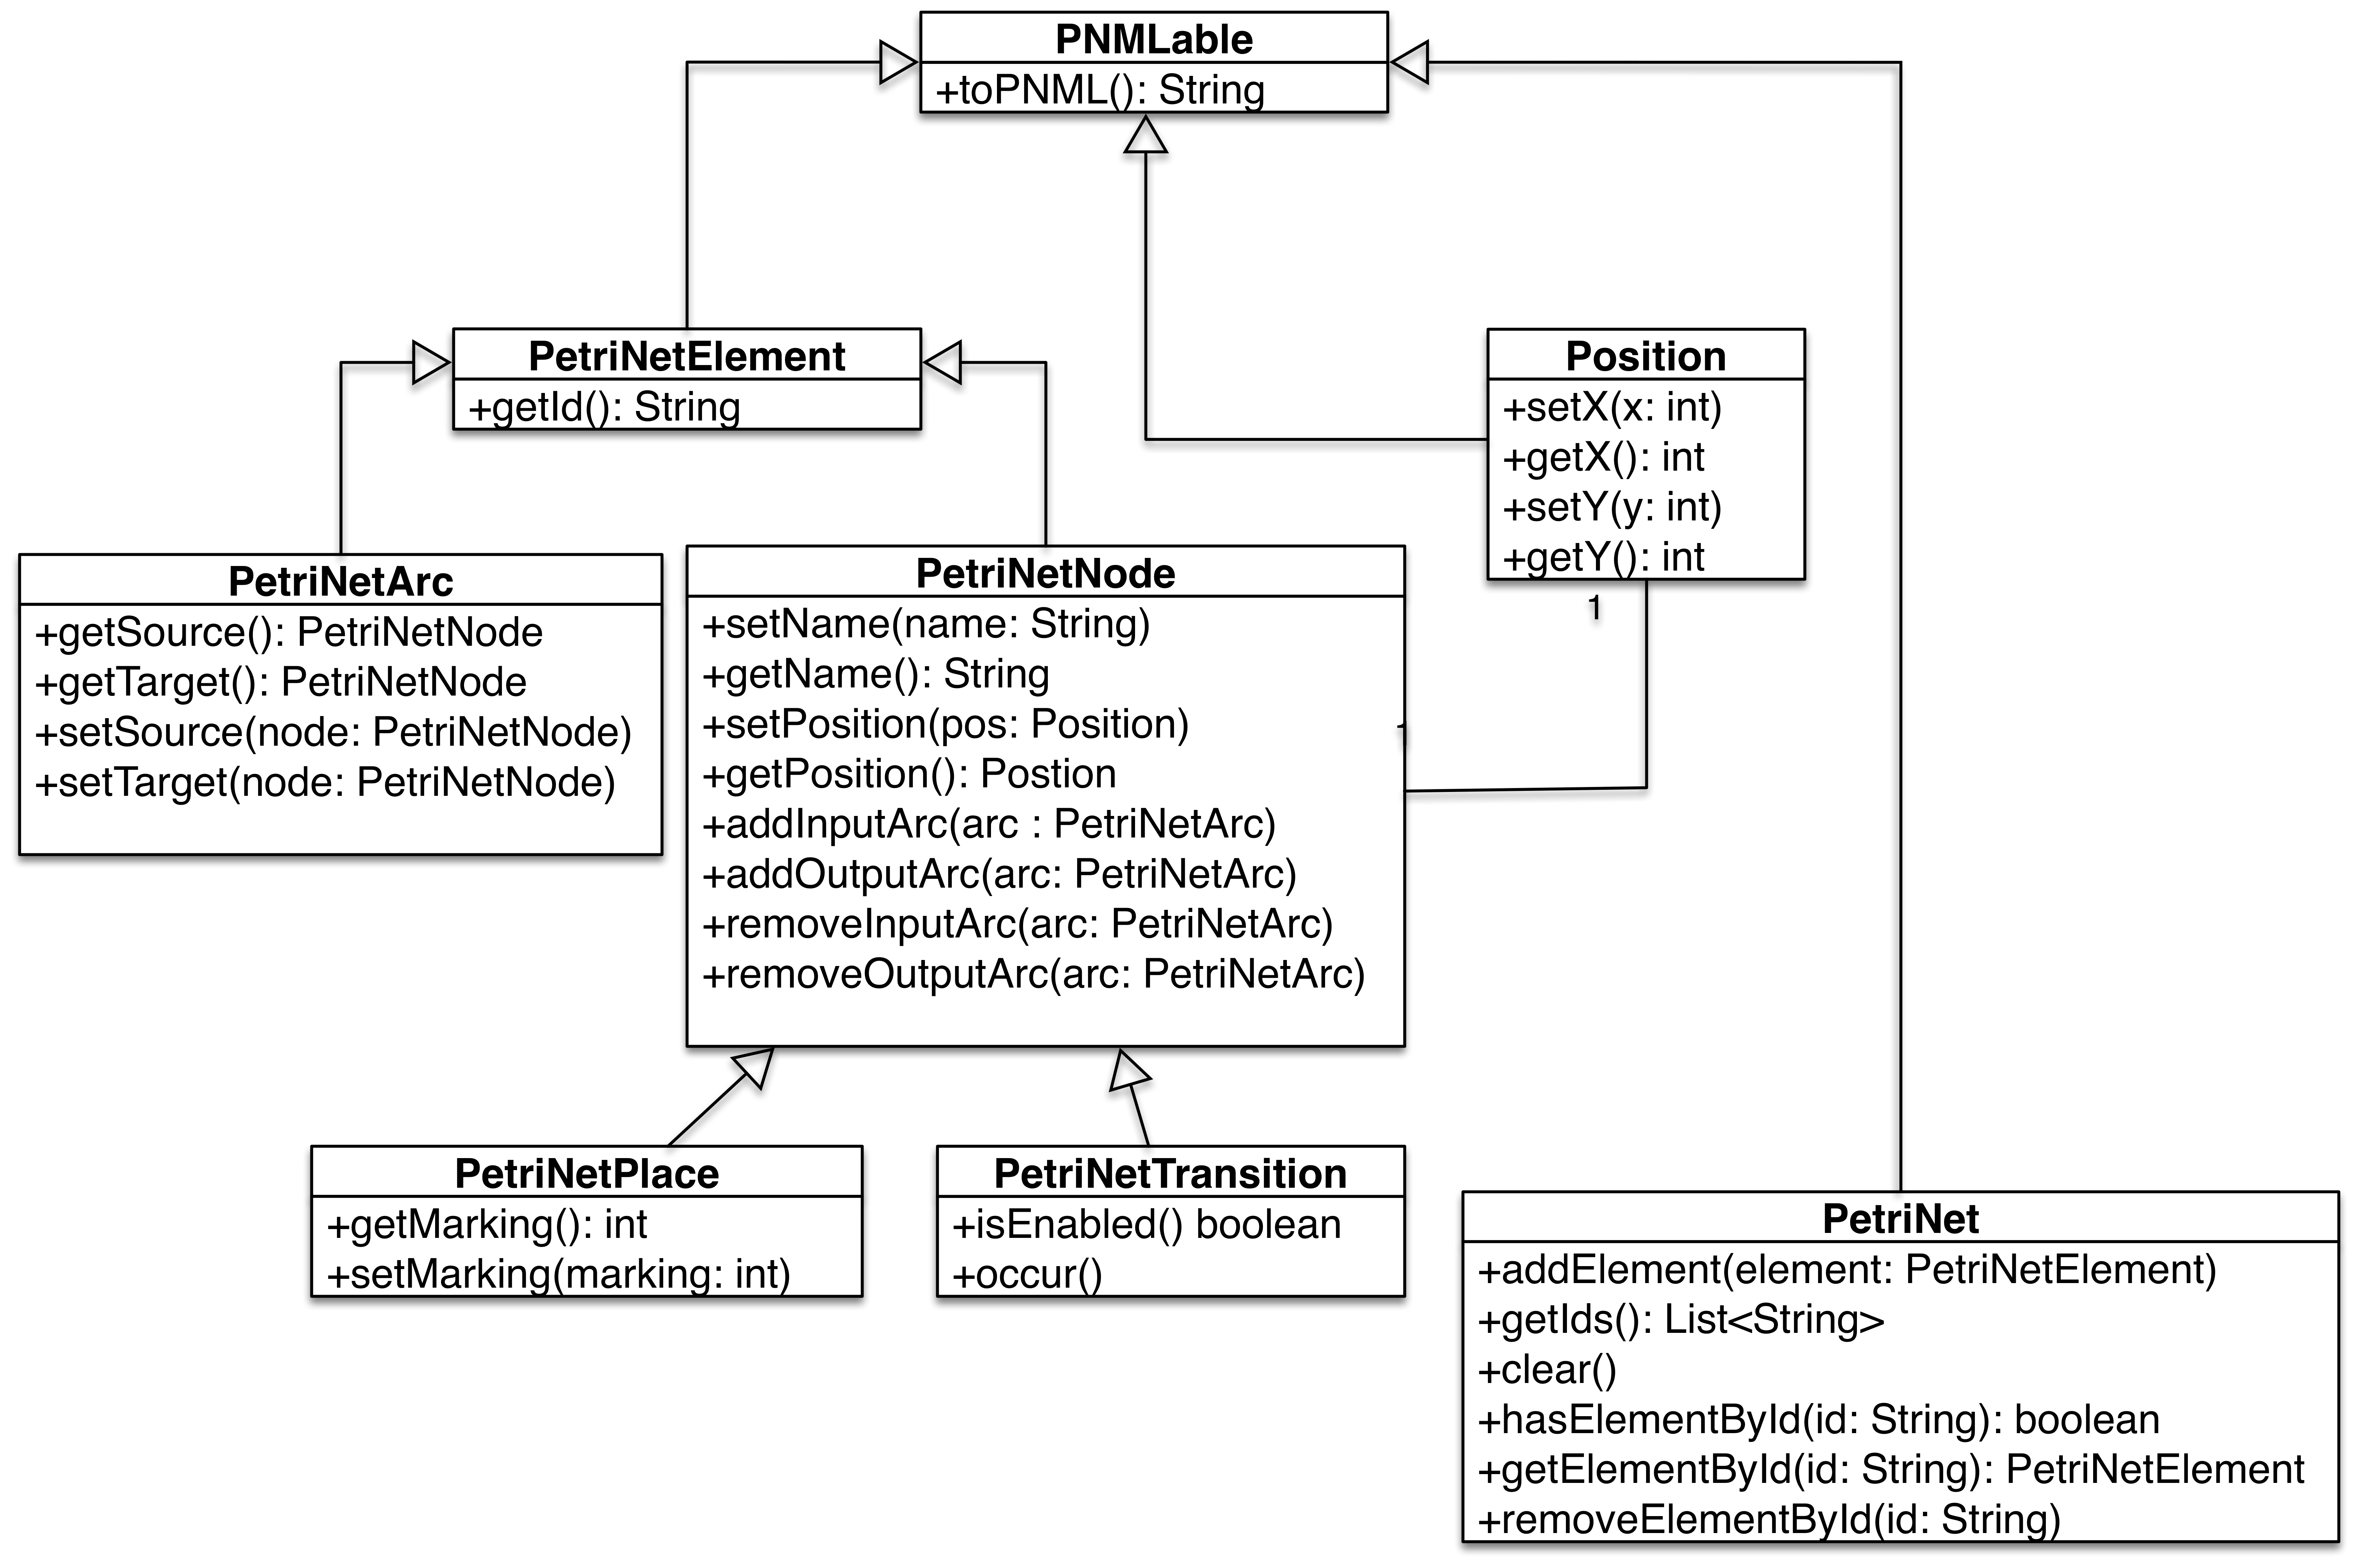 PNMLable
+toPNML(): String
PetriNetElement
+getId(): String
Position
+setX(x: int)
+getX(): int
+setY(y: int)
+getY(): int
1
PetriNetArc
+getSource(): PetriNetNode
+getTarget(): PetriNetNode
+setSource(node: PetriNetNode)
+setTarget(node: PetriNetNode)
PetriNetNode
+setName(name: String)
+getName(): String
+setPosition(pos: Position)
+getPosition(): Postion
+addInputArc(arc : PetriNetArc)
+addOutputArc(arc: PetriNetArc)
+removeInputArc(arc: PetriNetArc)
+removeOutputArc(arc: PetriNetArc)
1
PetriNetPlace
+getMarking(): int
+setMarking(marking: int)
PetriNetTransition
+isEnabled() boolean
+occur()
PetriNet
+addElement(element: PetriNetElement)
+getIds(): List<String>
+clear()
+hasElementById(id: String): boolean
+getElementById(id: String): PetriNetElement
+removeElementById(id: String)